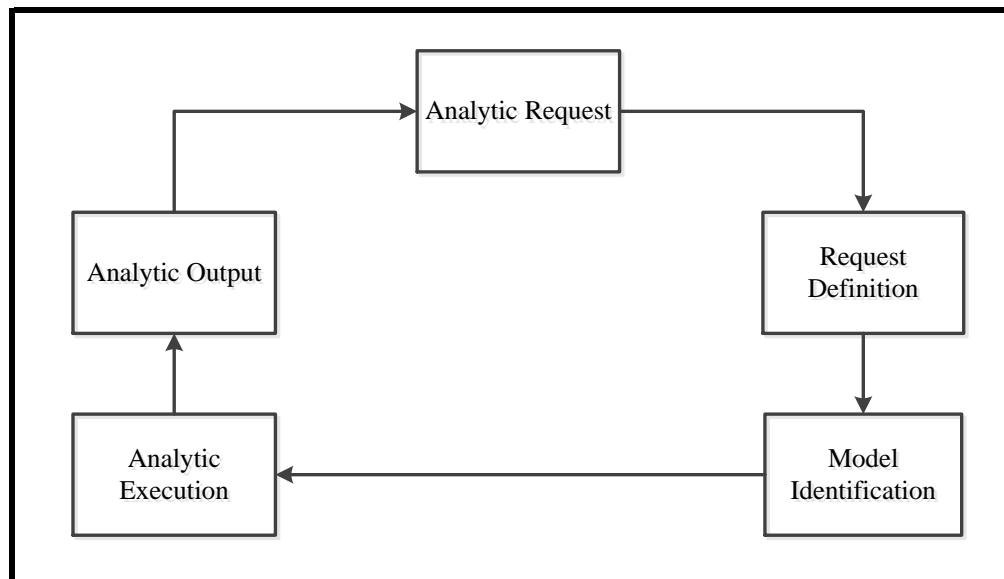 Analytic Request
Request
Definition
Model
Identification
Analytic
Execution
Analytic Output